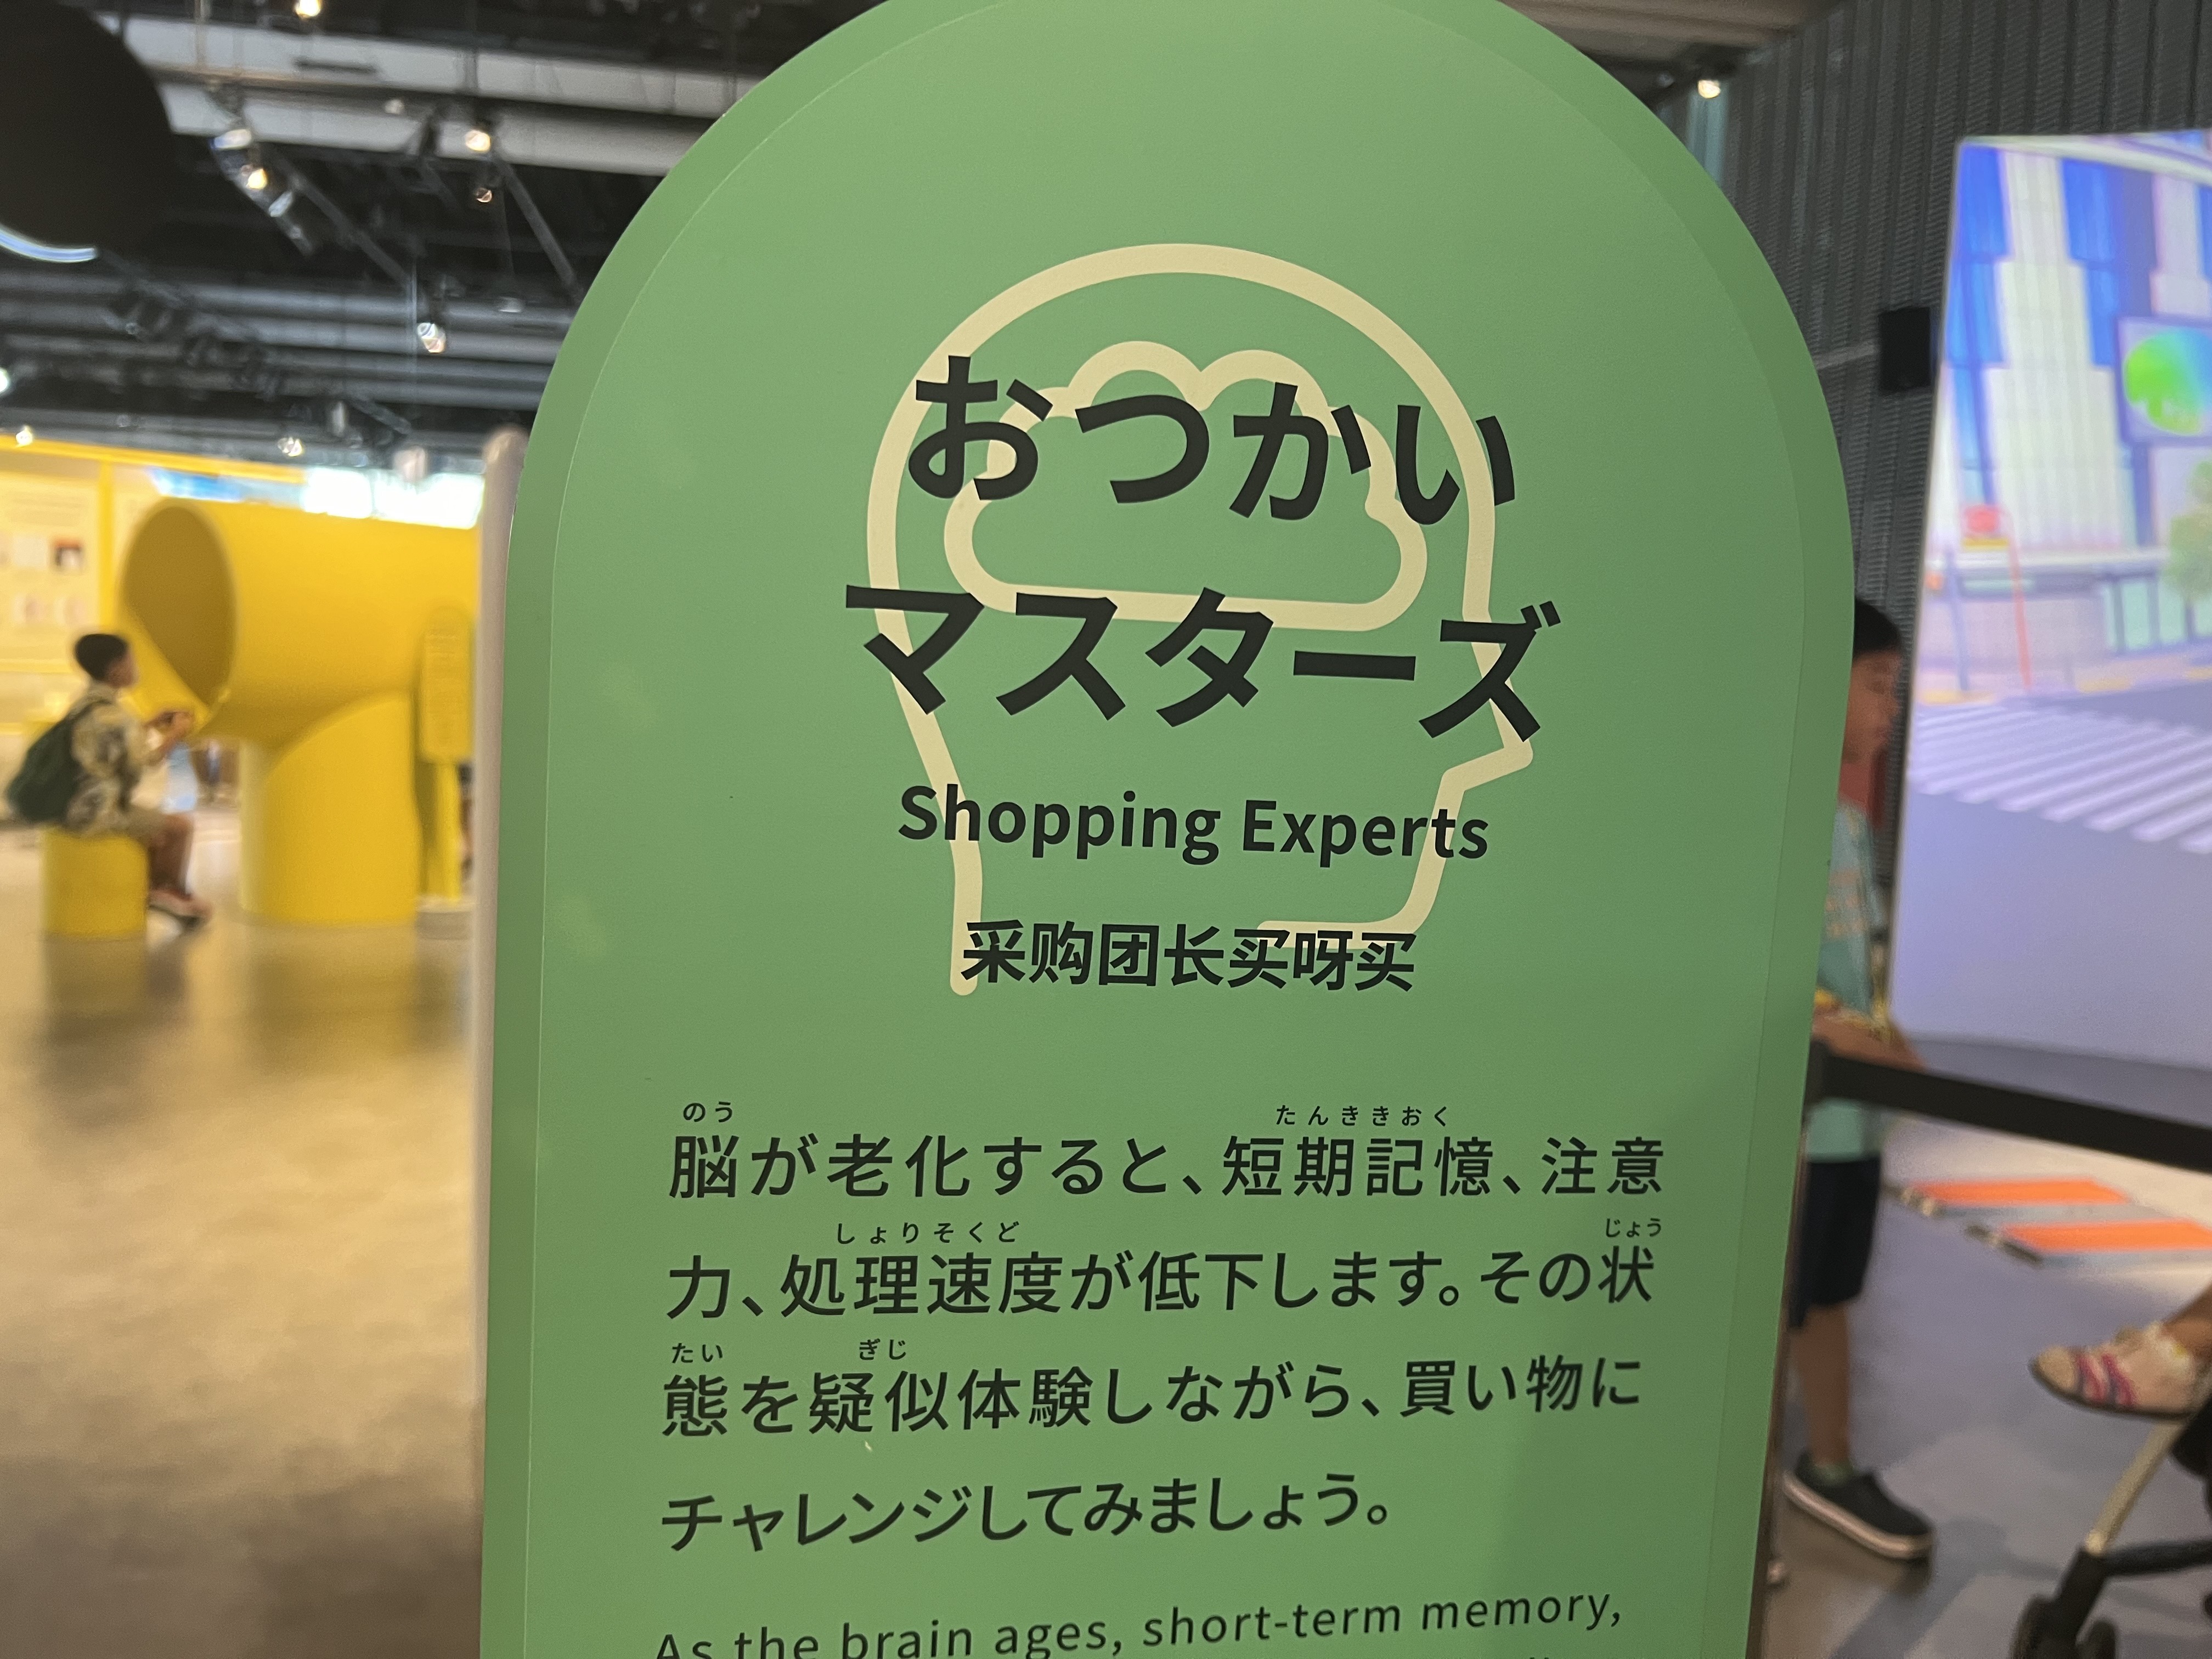 おつかい
マスターズ
Shopping Experts
采购团长买呀买
のう たんききおく
脳が老化すると、短期記憶、注意
しょりそくど じょう
力、処理速度が低下します。その状
たい ぎじ
態を疑似体験しながら、買い物に
チャレンジしてみましょう。
As the brain ages, short-term memory,